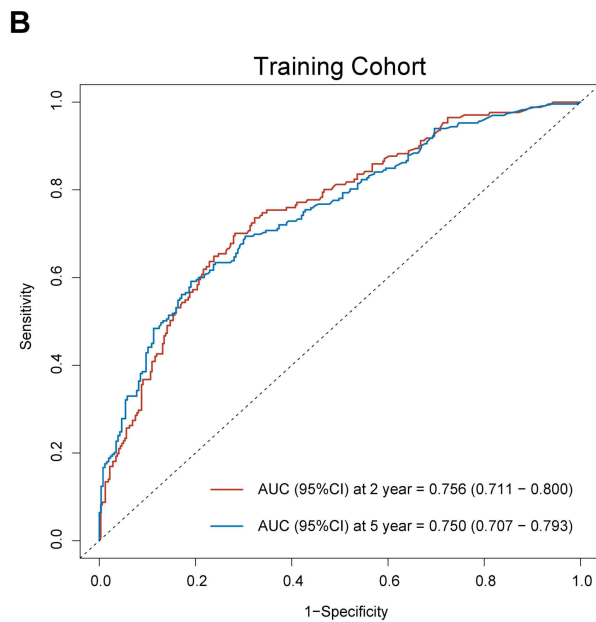 B
Training Cohort
1.0
0.8
0.6
0.4
0.2
0.0
Sensitivity
AUC (95%CI) at 2 year = 0.756 (0.711 − 0.800)
AUC (95%CI) at 5 year = 0.750 (0.707 − 0.793)
0.0 0.2 0.4 0.6 0.8 1.0
1−Specificity